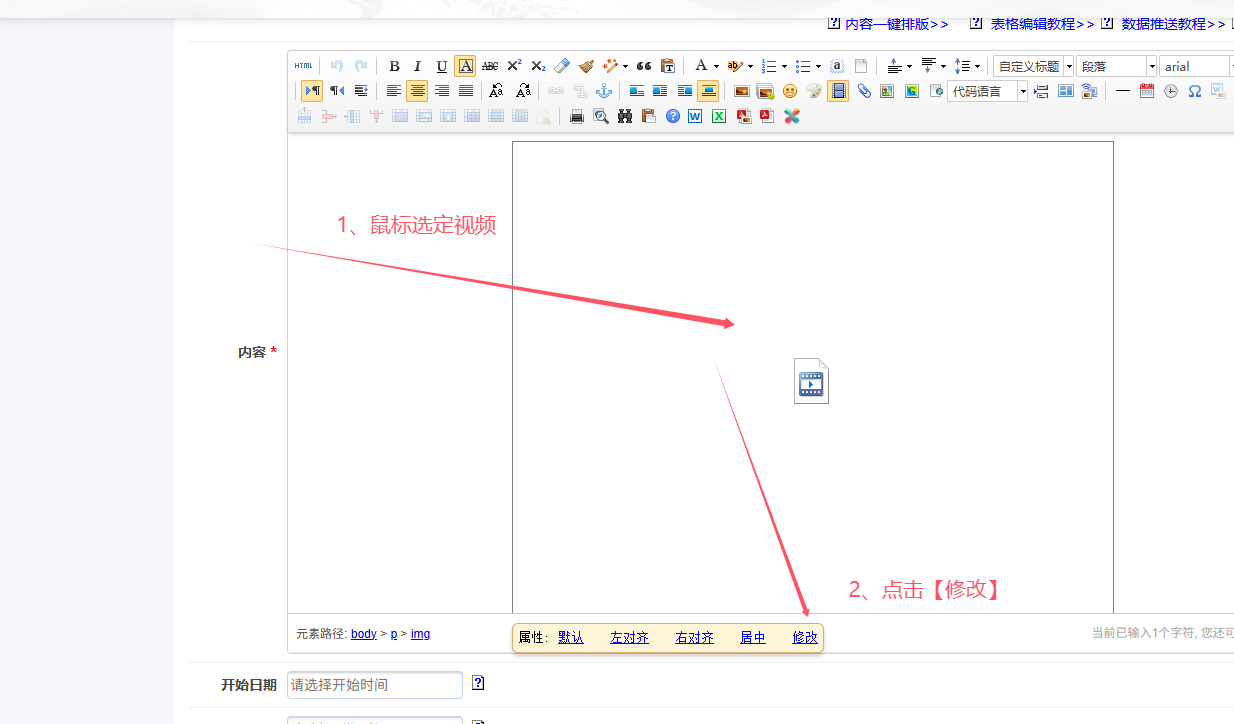 内容一键排版>> 表格编辑教程>> 数据推送教程>>
HTML B I U A ABC X² X₂ A 自定义标题 段落 arial
代码语言
1、鼠标选定视频
内容 *
2、点击【修改】
元素路径: body > p > img
属性: 默认 左对齐 右对齐 居中 修改
当前已输入1个字符, 您还可
开始日期 请选择开始时间